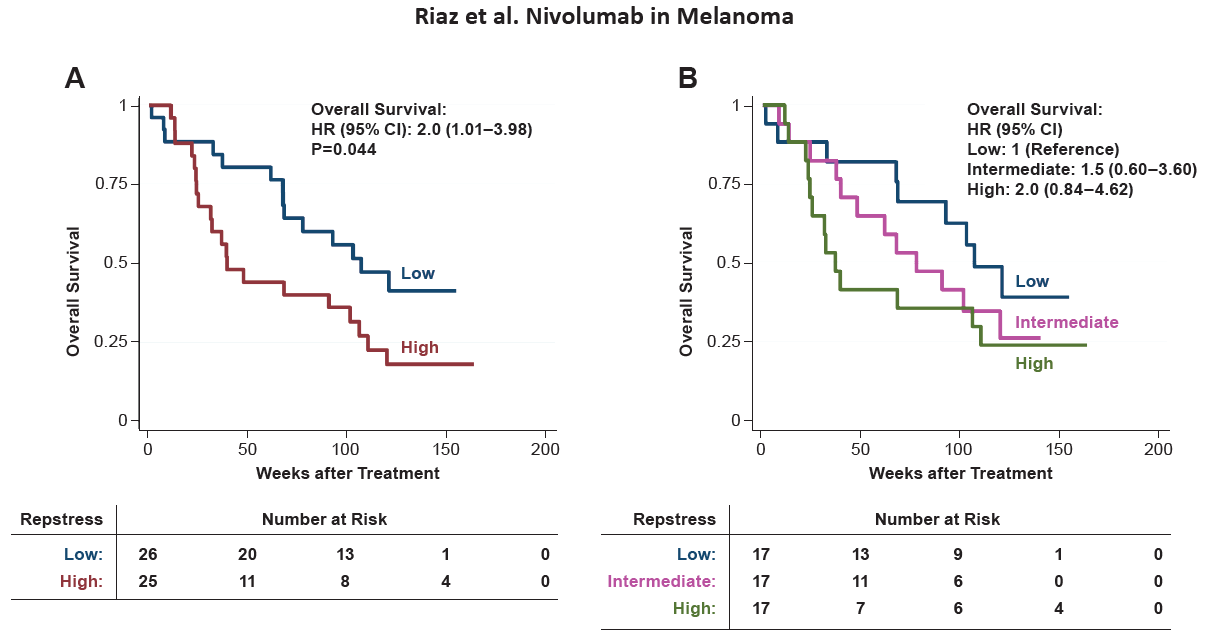 Riaz et al. Nivolumab in Melanoma
A
Overall Survival:
HR (95% CI): 2.0 (1.01–3.98)
P=0.044
1
0.75
0.5
0.25
0
Overall Survival
Low
High
0 50 100 150 200
Weeks after Treatment
Repstress Number at Risk
Low: 26 20 13 1 0
High: 25 11 8 4 0
B
Overall Survival:
HR (95% CI)
Low: 1 (Reference)
Intermediate: 1.5 (0.60–3.60)
High: 2.0 (0.84–4.62)
1
0.75
0.5
0.25
0
Overall Survival
Low
Intermediate
High
0 50 100 150 200
Weeks after Treatment
Repstress Number at Risk
Low: 17 13 9 1 0
Intermediate: 17 11 6 0 0
High: 17 7 6 4 0